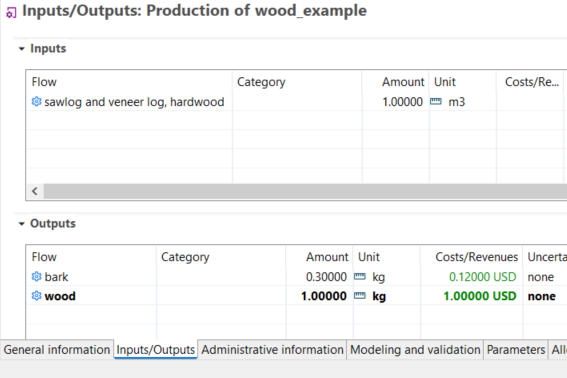 Inputs/Outputs: Production of wood_example
Inputs
Flow Category Amount Unit Costs/Re...
sawlog and veneer log, hardwood 1.00000 m3
Outputs
Flow Category Amount Unit Costs/Revenues Uncerta
bark 0.30000 kg 0.12000 USD none
wood 1.00000 kg 1.00000 USD none
General information Inputs/Outputs Administrative information Modeling and validation Parameters All